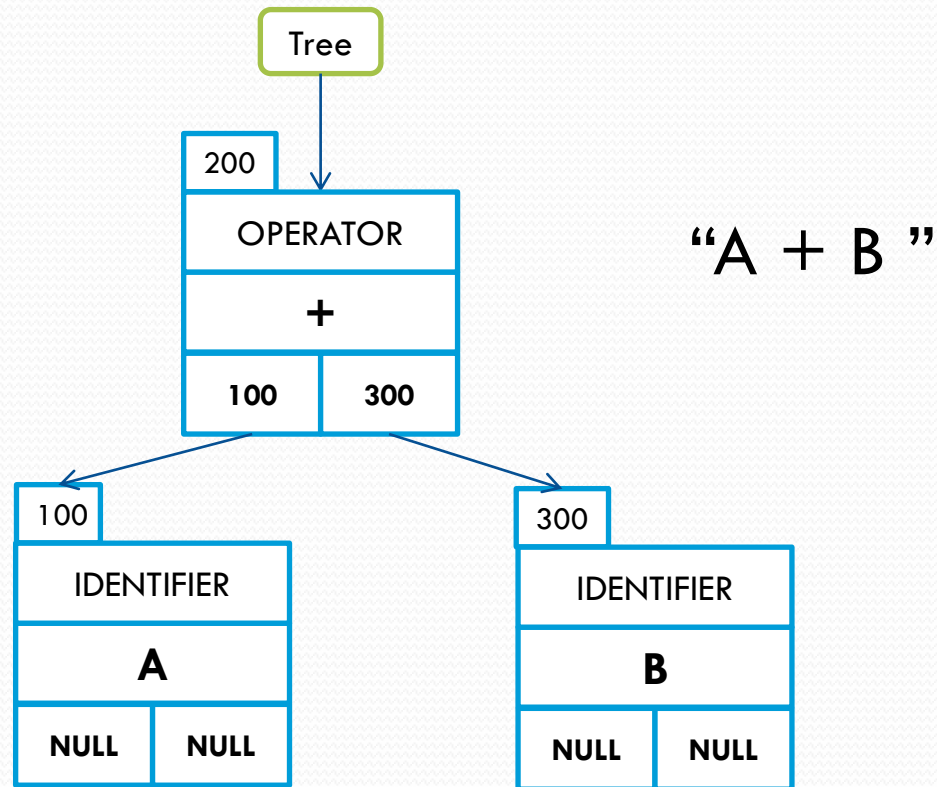 Tree
200
OPERATOR
“A + B ”
+
100 300
100
IDENTIFIER
A
NULL NULL
300
IDENTIFIER
B
NULL NULL